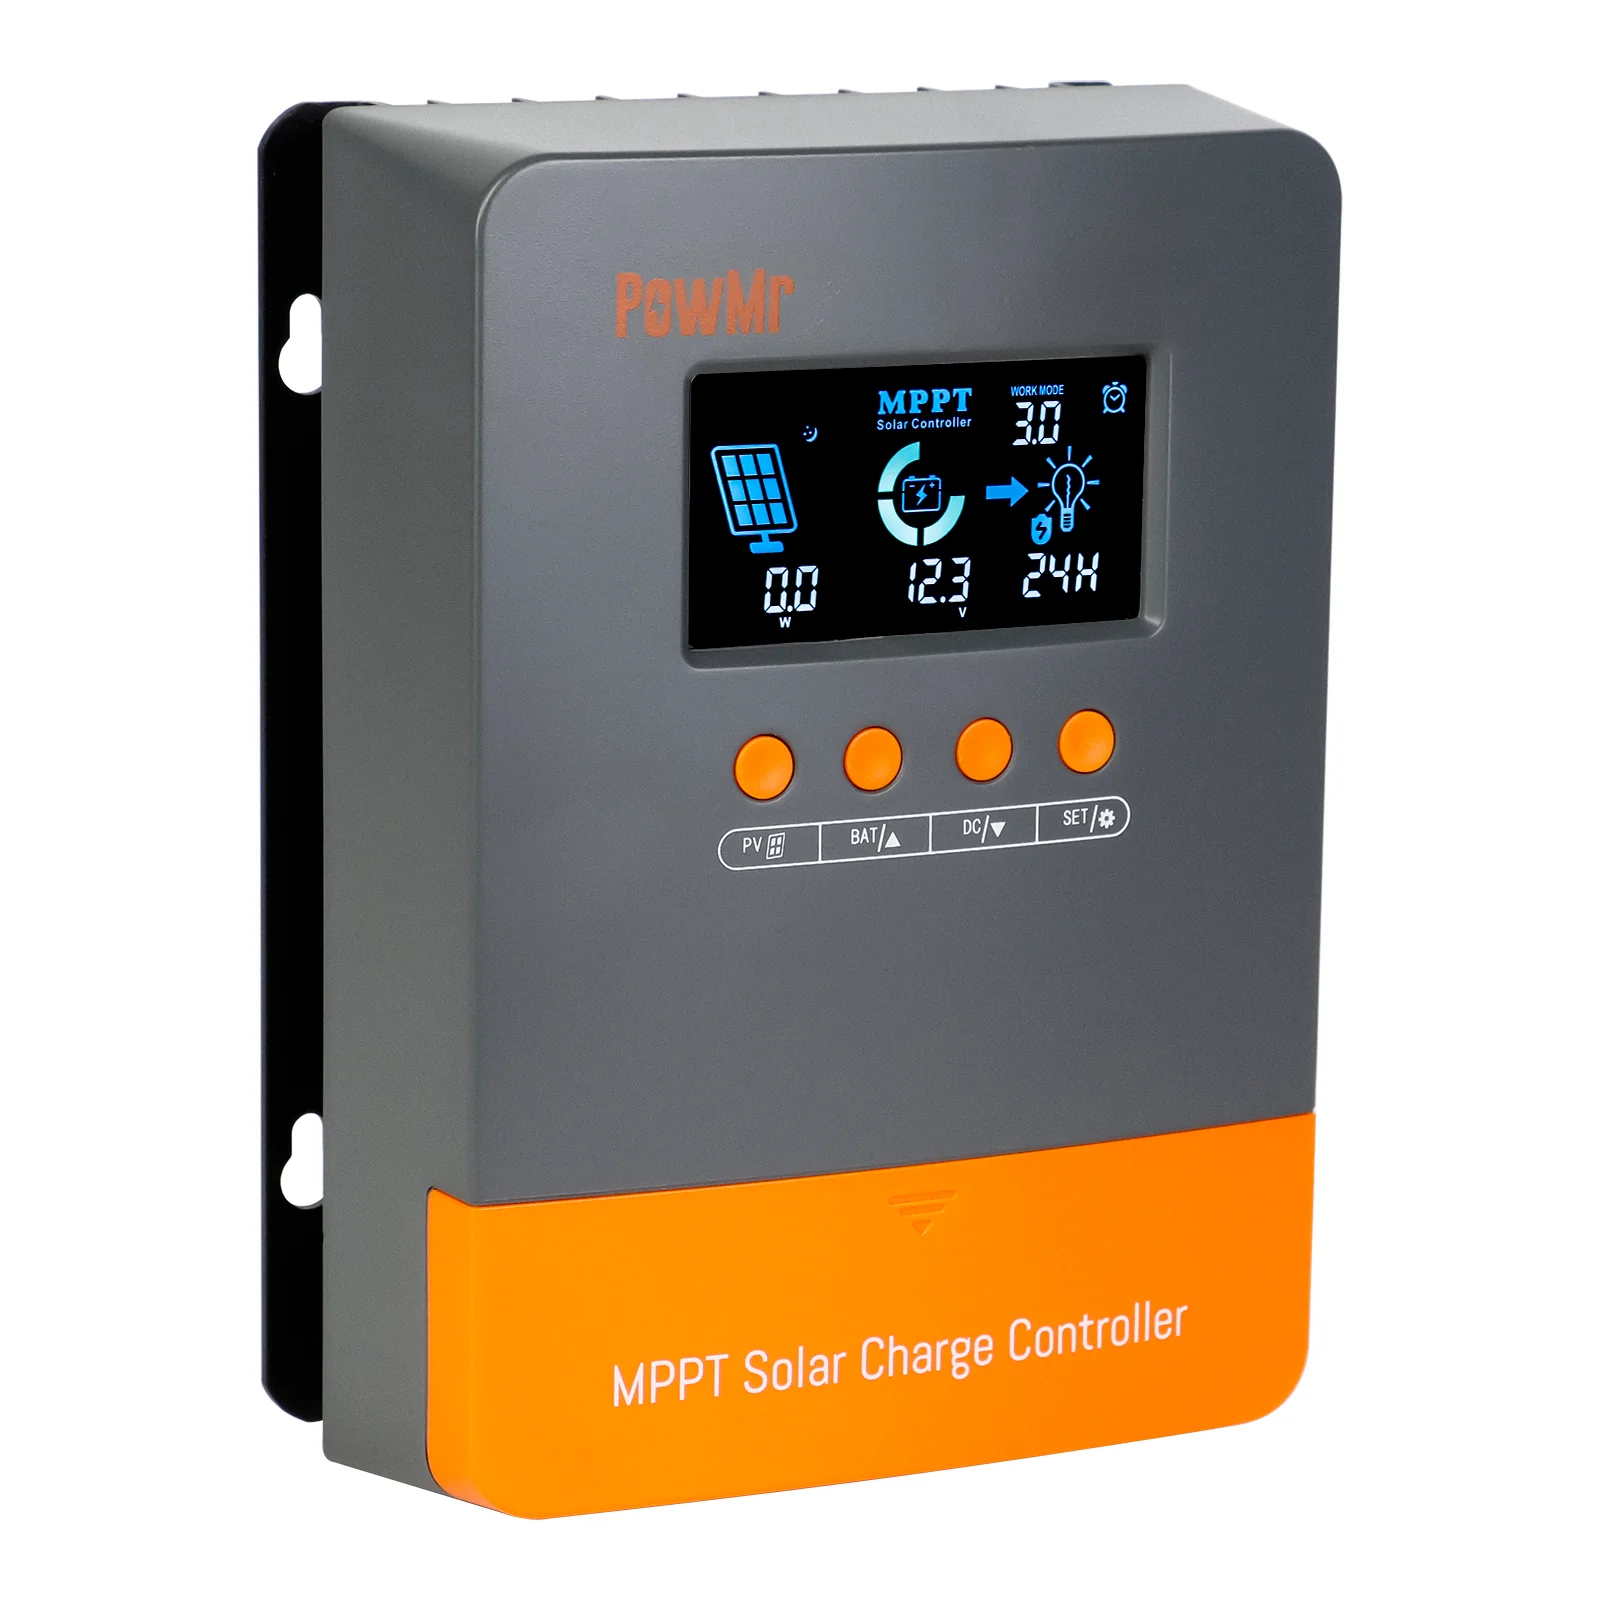 PowMr
MPPT
Solar Controller
WORK MODE
3.0
0.0
W
12.3
V
24H
PV
BAT/▲
DC/▼
SET/
MPPT Solar Charge Controller